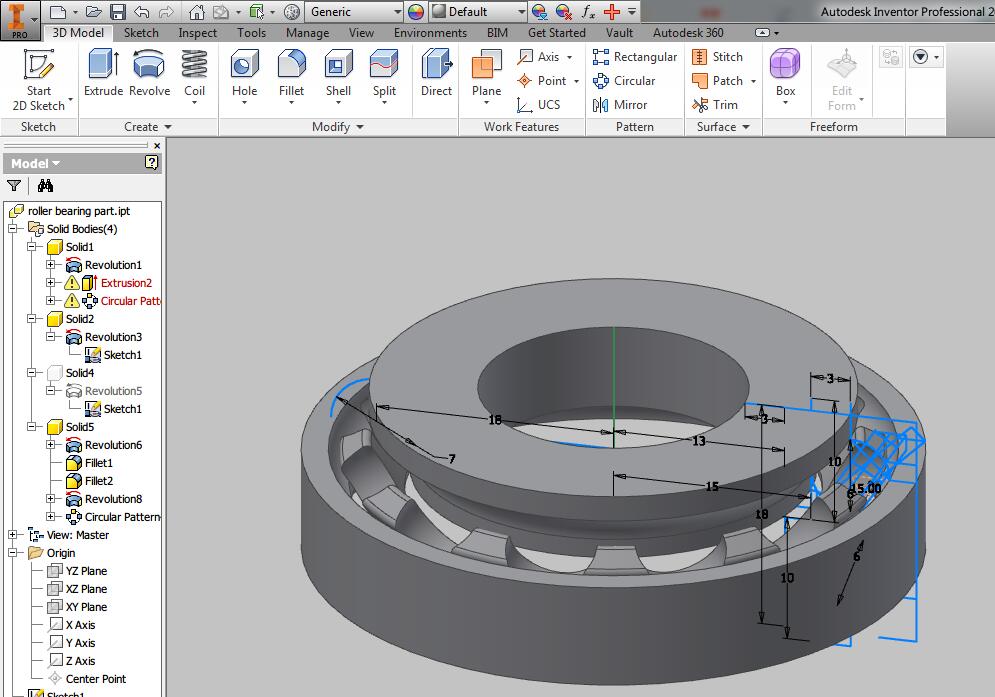 PRO
Generic
Default
fx
Autodesk Inventor Professional 2
3D Model Sketch Inspect Tools Manage View Environments BIM Get Started Vault Autodesk 360
Start
2D Sketch
Extrude Revolve Coil
Hole Fillet Shell Split Direct
Plane
Axis
Point
UCS
Rectangular
Circular
Mirror
Stitch
Patch
Trim
Box
Edit
Form
Sketch Create Modify Work Features Pattern Surface Freeform
Model
?
roller bearing part.ipt
Solid Bodies(4)
Solid1
Revolution1
Extrusion2
Circular Patt
Solid2
Revolution3
Sketch1
Solid4
Revolution5
Sketch1
Solid5
Revolution6
Fillet1
Fillet2
Revolution8
Circular Pattern
View: Master
Origin
YZ Plane
XZ Plane
XY Plane
X Axis
Y Axis
Z Axis
Center Point
Sketch1
3
18
3
13
7
10
15
6
15.00
18
6
10